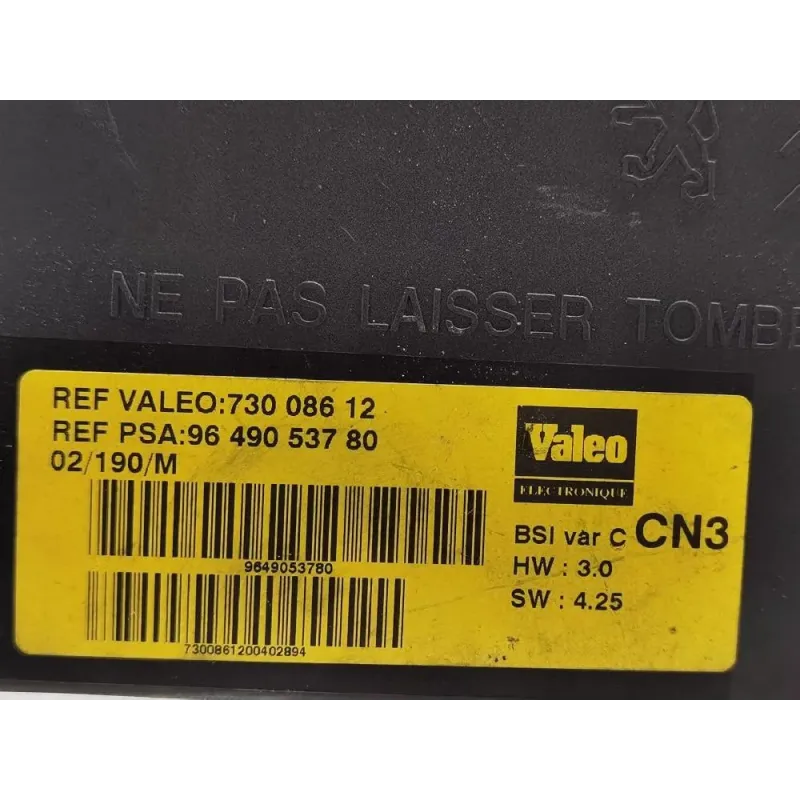 NE PAS LAISSER TOMBE
REF VALEO:730 086 12
REF PSA:96 490 537 80
02/190/M
9649053780
7300861200402894
Valeo
ELECTRONIQUE
BSI var C CN3
HW : 3.0
SW : 4.25